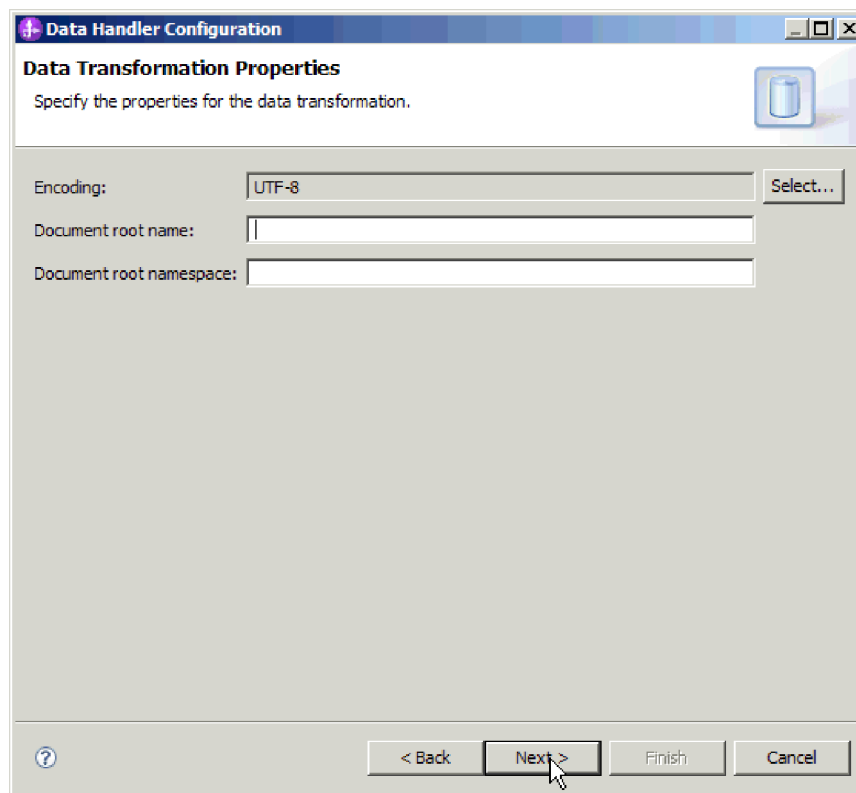 Data Handler Configuration
Data Transformation Properties
Specify the properties for the data transformation.
Encoding: UTF-8 Select...
Document root name:
Document root namespace:
? < Back Next > Finish Cancel